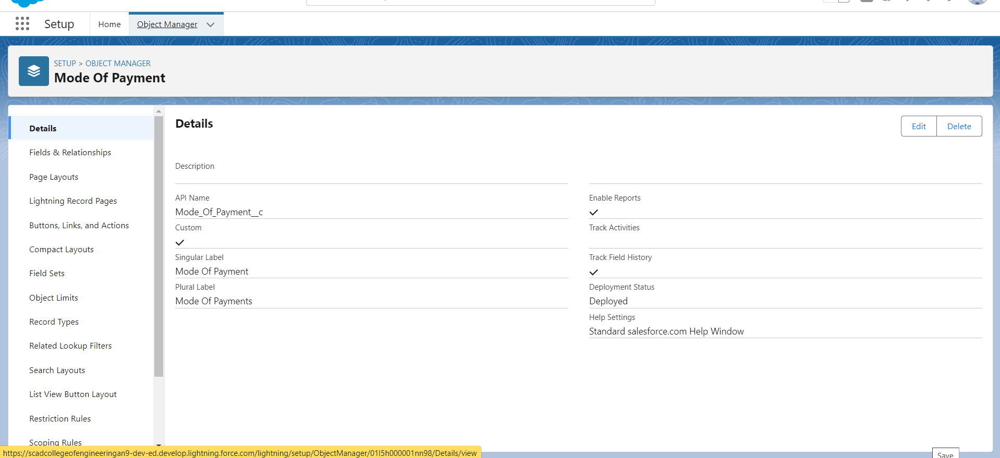 Setup
Home
Object Manager
SETUP > OBJECT MANAGER
Mode Of Payment
Details
Fields & Relationships
Page Layouts
Lightning Record Pages
Buttons, Links, and Actions
Compact Layouts
Field Sets
Object Limits
Record Types
Related Lookup Filters
Search Layouts
List View Button Layout
Restriction Rules
Scoping Rules
Details
Edit
Delete
Description
API Name
Mode_Of_Payment__c
Custom
Singular Label
Mode Of Payment
Plural Label
Mode Of Payments
Enable Reports
Track Activities
Track Field History
Deployment Status
Deployed
Help Settings
Standard salesforce.com Help Window
https://scadcollegeofengineeringan9-dev-ed.develop.lightning.force.com/lightning/setup/ObjectManager/01I5h000001nn98/Details/view
Save